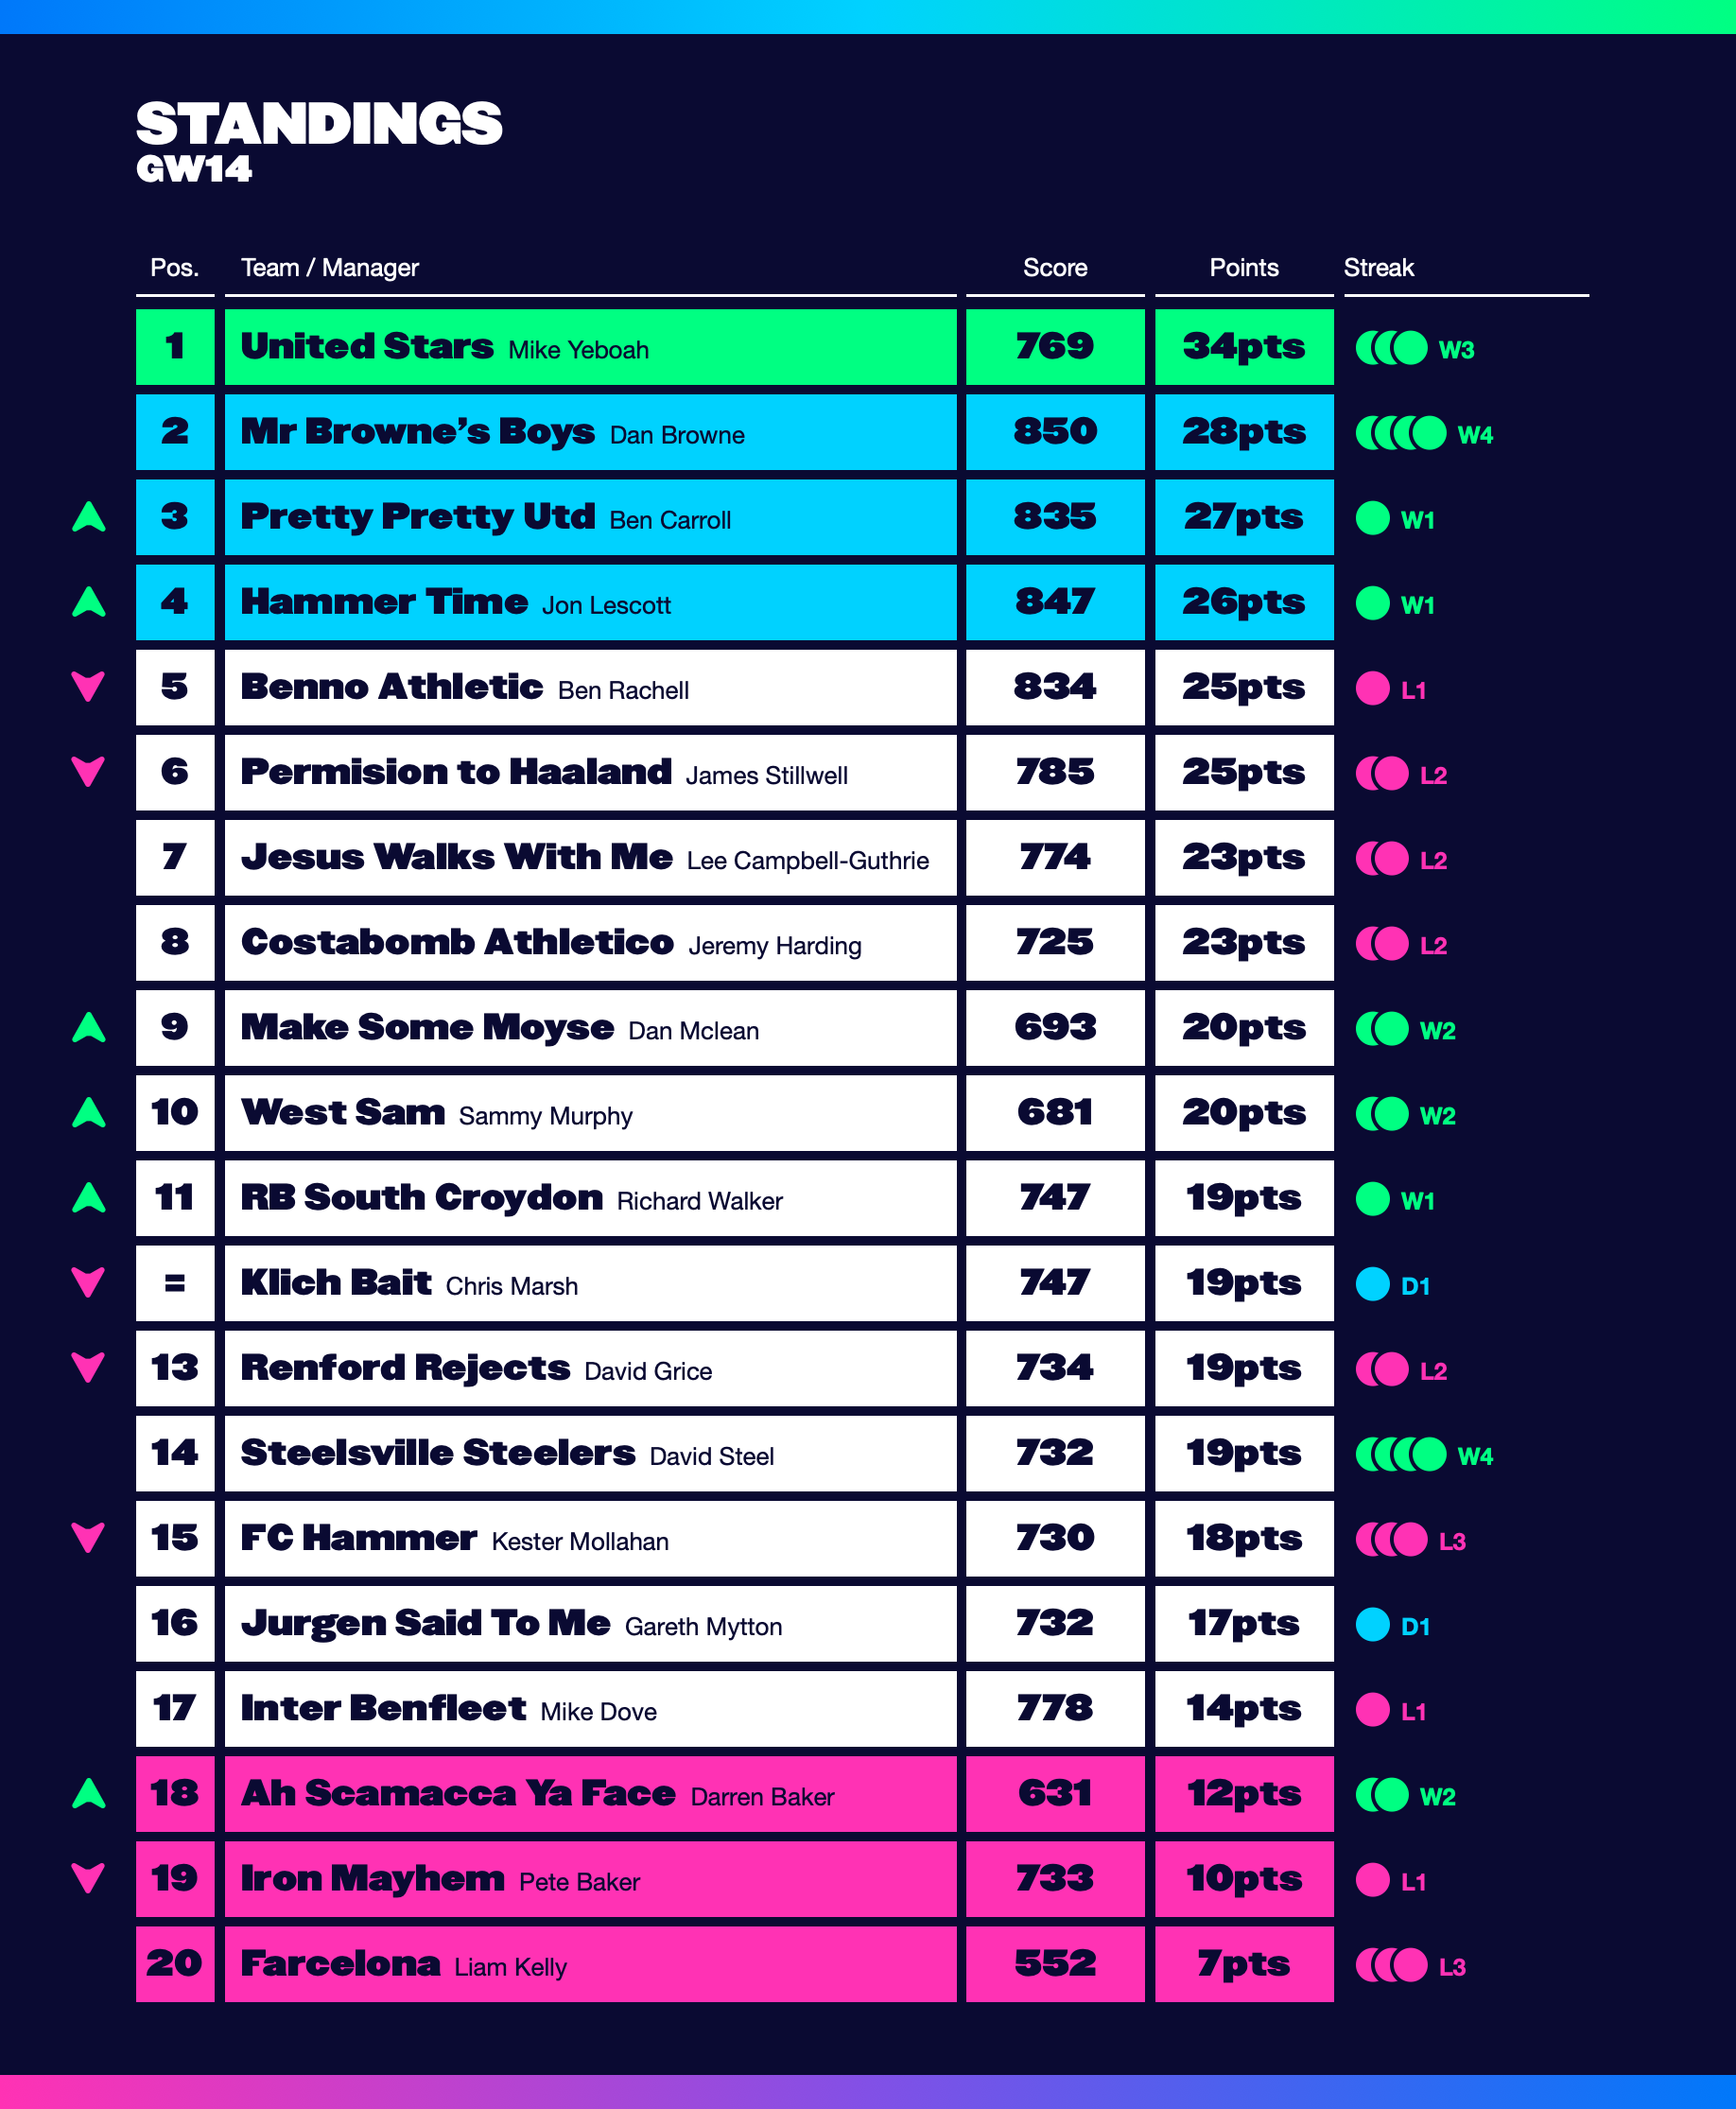 STANDINGS
GW14
Pos. Team / Manager Score Points Streak
1 United Stars Mike Yeboah 769 34pts W3
2 Mr Browne’s Boys Dan Browne 850 28pts W4
3 Pretty Pretty Utd Ben Carroll 835 27pts W1
4 Hammer Time Jon Lescott 847 26pts W1
5 Benno Athletic Ben Rachell 834 25pts L1
6 Permision to Haaland James Stillwell 785 25pts L2
7 Jesus Walks With Me Lee Campbell-Guthrie 774 23pts L2
8 Costabomb Athletico Jeremy Harding 725 23pts L2
9 Make Some Moyse Dan Mclean 693 20pts W2
10 West Sam Sammy Murphy 681 20pts W2
11 RB South Croydon Richard Walker 747 19pts W1
= Klich Bait Chris Marsh 747 19pts D1
13 Renford Rejects David Grice 734 19pts L2
14 Steelsville Steelers David Steel 732 19pts W4
15 FC Hammer Kester Mollahan 730 18pts L3
16 Jurgen Said To Me Gareth Mytton 732 17pts D1
17 Inter Benfleet Mike Dove 778 14pts L1
18 Ah Scamacca Ya Face Darren Baker 631 12pts W2
19 Iron Mayhem Pete Baker 733 10pts L1
20 Farcelona Liam Kelly 552 7pts L3